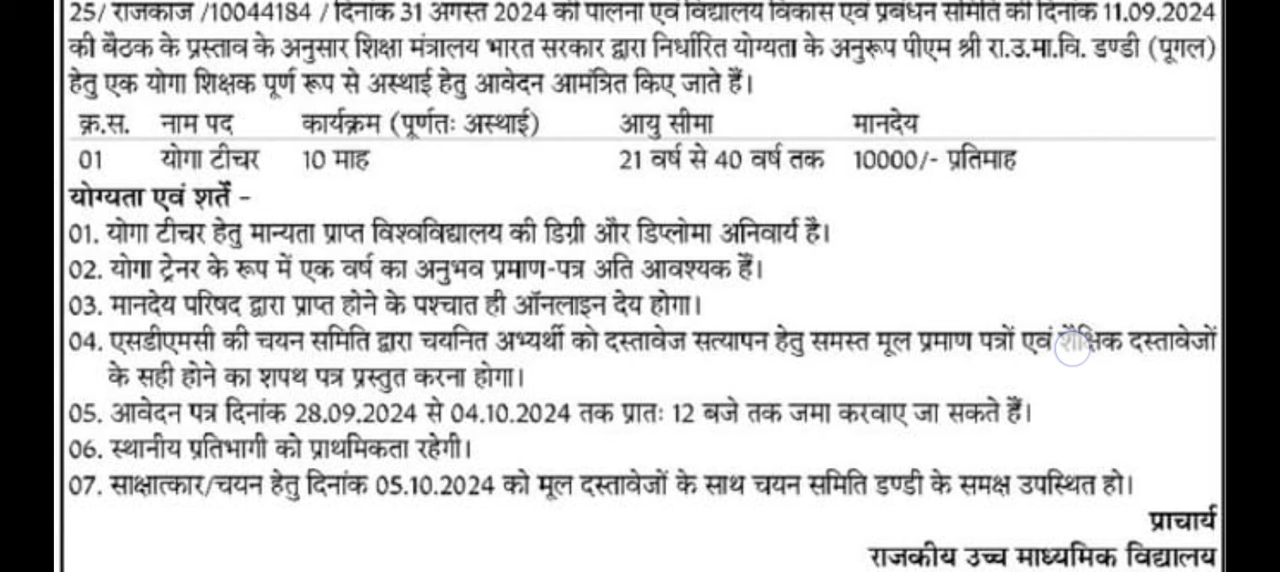 25/ राजकाज /10044184 / दिनांक 31 अगस्त 2024 की पालना एवं विद्यालय विकास एवं प्रबंधन समिति की दिनांक 11.09.2024
की बैठक के प्रस्ताव के अनुसार शिक्षा मंत्रालय भारत सरकार द्वारा निर्धारित योग्यता के अनुरूप पीएम श्री रा.उ.मा.वि. डण्डी (पूगल)
हेतु एक योगा शिक्षक पूर्ण रूप से अस्थाई हेतु आवेदन आमंत्रित किए जाते हैं।
क्र.स. नाम पद कार्यक्रम (पूर्णतः अस्थाई) आयु सीमा मानदेय
01 योगा टीचर 10 माह 21 वर्ष से 40 वर्ष तक 10000/- प्रतिमाह
योग्यता एवं शर्तें -
01. योगा टीचर हेतु मान्यता प्राप्त विश्वविद्यालय की डिग्री और डिप्लोमा अनिवार्य है।
02. योगा ट्रेनर के रूप में एक वर्ष का अनुभव प्रमाण-पत्र अति आवश्यक हैं।
03. मानदेय परिषद द्वारा प्राप्त होने के पश्चात ही ऑनलाइन देय होगा।
04. एसडीएमसी की चयन समिति द्वारा चयनित अभ्यर्थी को दस्तावेज सत्यापन हेतु समस्त मूल प्रमाण पत्रों एवं शैक्षिक दस्तावेजों
के सही होने का शपथ पत्र प्रस्तुत करना होगा।
05. आवेदन पत्र दिनांक 28.09.2024 से 04.10.2024 तक प्रातः 12 बजे तक जमा करवाए जा सकते हैं।
06. स्थानीय प्रतिभागी को प्राथमिकता रहेगी।
07. साक्षात्कार/चयन हेतु दिनांक 05.10.2024 को मूल दस्तावेजों के साथ चयन समिति डण्डी के समक्ष उपस्थित हो।
प्राचार्य
राजकीय उच्च माध्यमिक विद्यालय